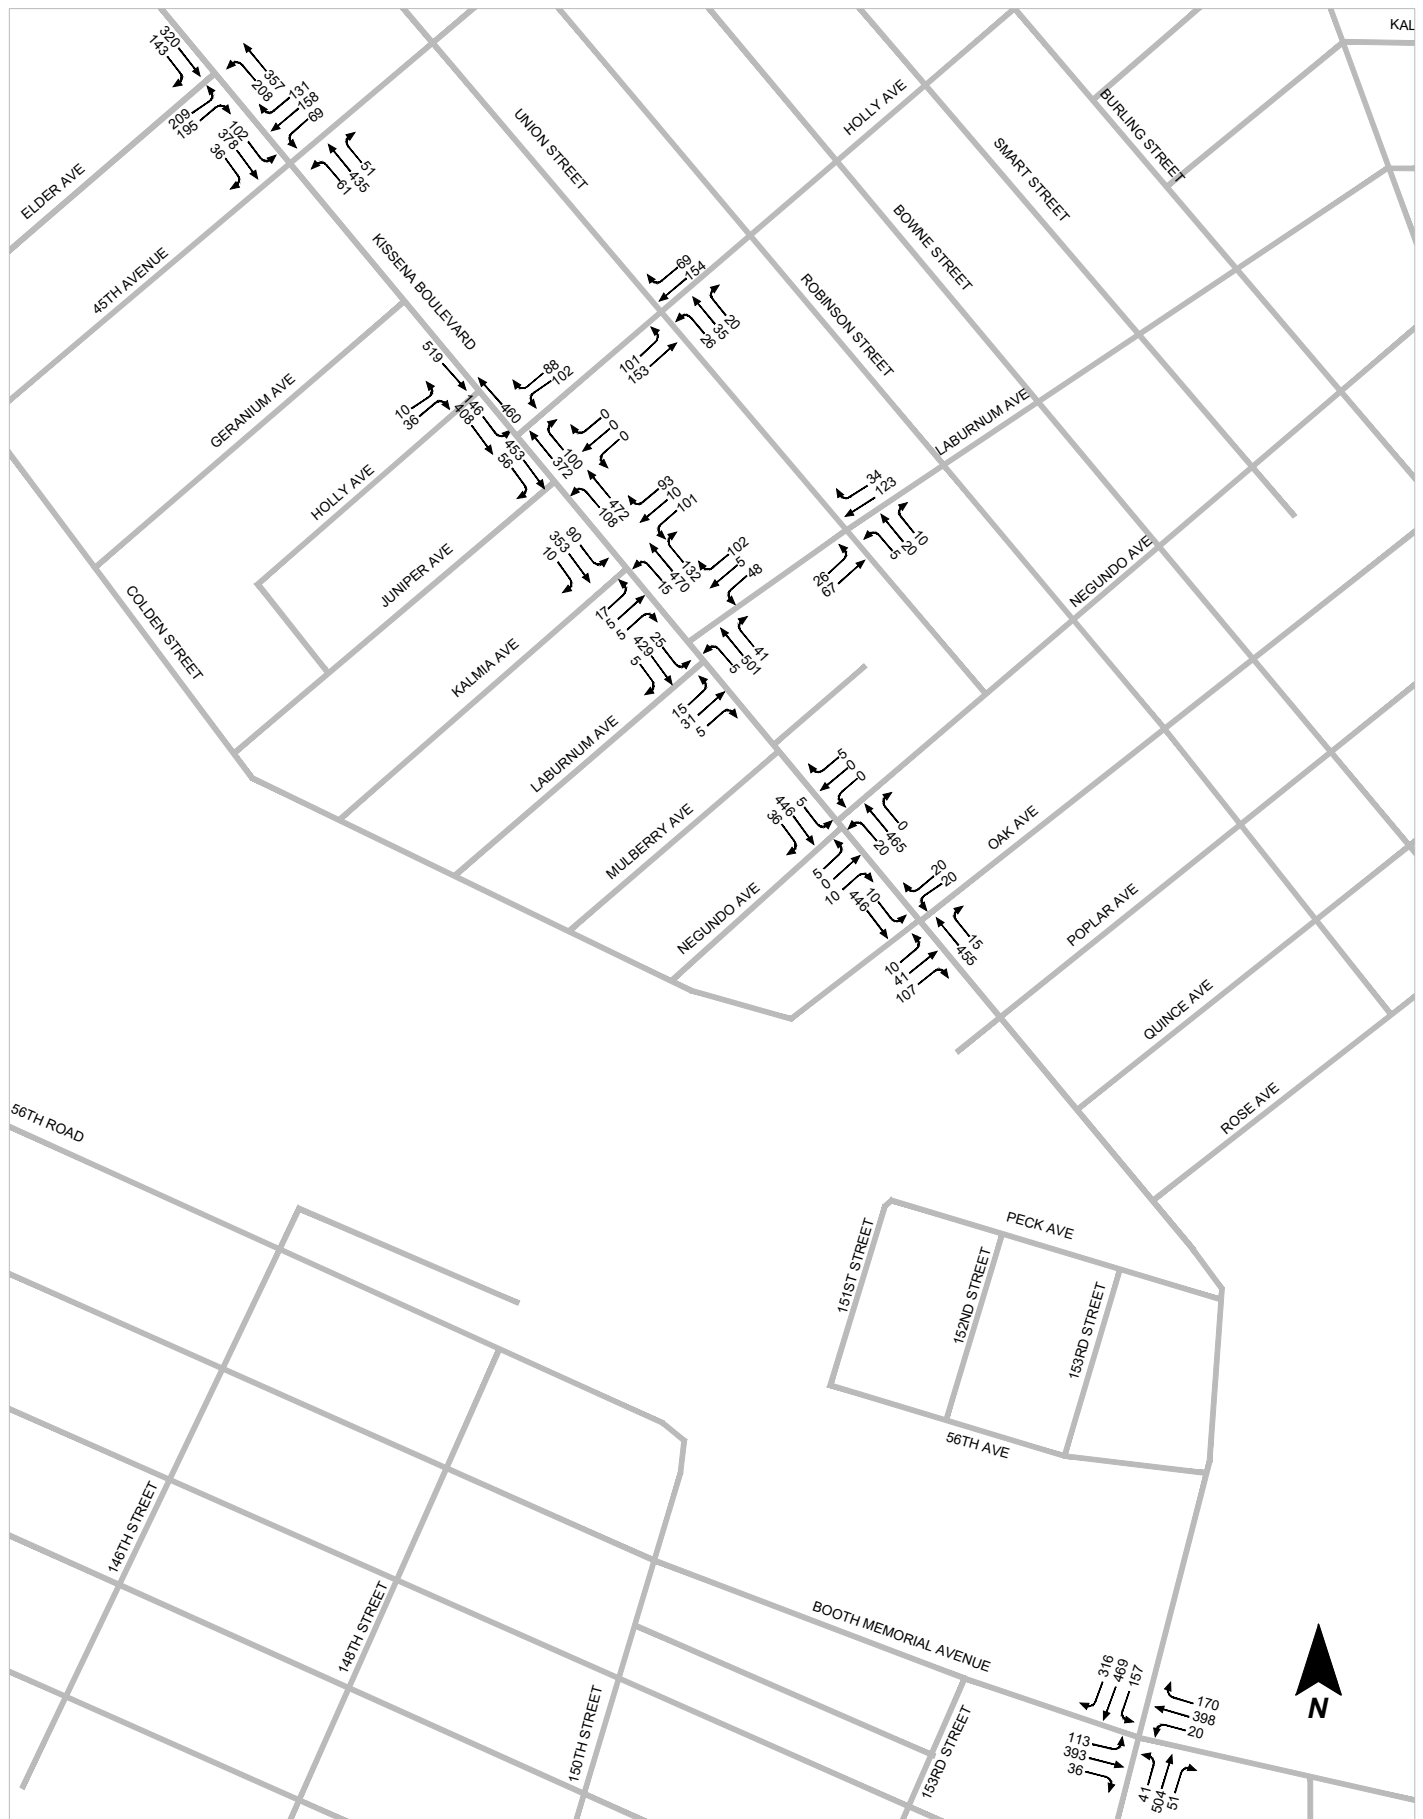 KAL
320
143
357
208
131
158
69
209
195
102
378
36
51
435
61
ELDER AVE
45TH AVENUE
KISSENA BOULEVARD
UNION STREET
HOLLY AVE
BURLING STREET
SMART STREET
BOWNE STREET
ROBINSON STREET
69
154
20
35
26
101
153
GERANIUM AVE
519
88
102
10
36
146
408
56
460
453
0
0
0
100
372
HOLLY AVE
472
108
93
10
101
LABURNUM AVE
34
123
10
20
5
26
67
JUNIPER AVE
90
353
10
132
470
15
102
5
48
17
5
5
25
429
5
41
501
5
COLDEN STREET
KALMIA AVE
NEGUNDO AVE
15
31
5
LABURNUM AVE
5
0
0
5
446
36
0
465
20
MULBERRY AVE
OAK AVE
5
0
10
10
446
20
20
NEGUNDO AVE
POPLAR AVE
15
455
10
41
107
QUINCE AVE
ROSE AVE
56TH ROAD
PECK AVE
151ST STREET
152ND STREET
153RD STREET
56TH AVE
146TH STREET
148TH STREET
150TH STREET
BOOTH MEMORIAL AVENUE
153RD STREET
316
469
157
170
398
20
113
393
36
41
504
51
N